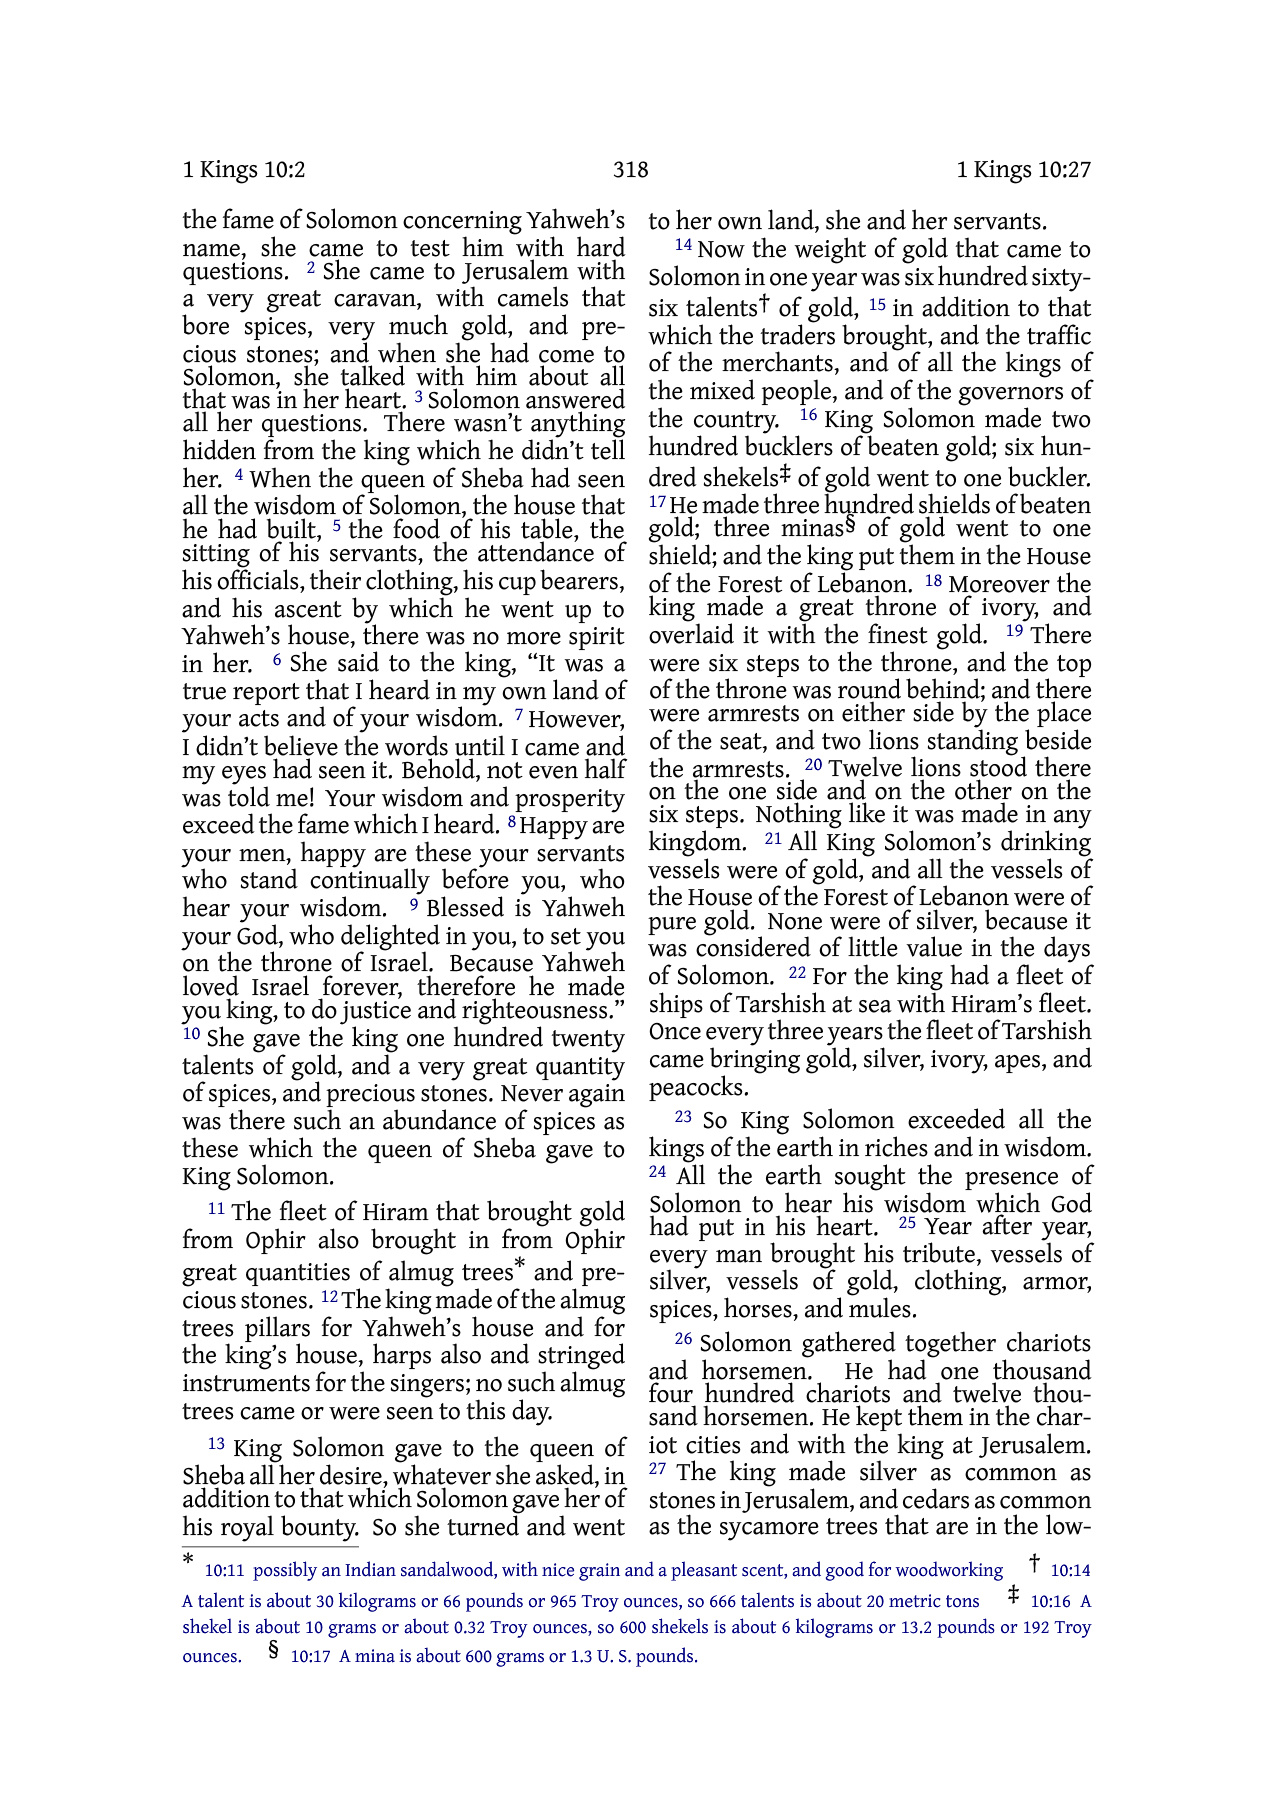 1 Kings 10:2 318 1 Kings 10:27
the fame of Solomon concerning Yahweh’s
name, she came to test him with hard
questions. 2 She came to Jerusalem with
a very great caravan, with camels that
bore spices, very much gold, and pre-
cious stones; and when she had come to
Solomon, she talked with him about all
that was in her heart. 3 Solomon answered
all her questions. There wasn’t anything
hidden from the king which he didn’t tell
her. 4 When the queen of Sheba had seen
all the wisdom of Solomon, the house that
he had built, 5 the food of his table, the
sitting of his servants, the attendance of
his officials, their clothing, his cup bearers,
and his ascent by which he went up to
Yahweh’s house, there was no more spirit
in her. 6 She said to the king, “It was a
true report that I heard in my own land of
your acts and of your wisdom. 7 However,
I didn’t believe the words until I came and
my eyes had seen it. Behold, not even half
was told me! Your wisdom and prosperity
exceed the fame which I heard. 8 Happy are
your men, happy are these your servants
who stand continually before you, who
hear your wisdom. 9 Blessed is Yahweh
your God, who delighted in you, to set you
on the throne of Israel. Because Yahweh
loved Israel forever, therefore he made
you king, to do justice and righteousness.”
10 She gave the king one hundred twenty
talents of gold, and a very great quantity
of spices, and precious stones. Never again
was there such an abundance of spices as
these which the queen of Sheba gave to
King Solomon.
11 The fleet of Hiram that brought gold
from Ophir also brought in from Ophir
great quantities of almug trees* and pre-
cious stones. 12 The king made of the almug
trees pillars for Yahweh’s house and for
the king’s house, harps also and stringed
instruments for the singers; no such almug
trees came or were seen to this day.
13 King Solomon gave to the queen of
Sheba all her desire, whatever she asked, in
addition to that which Solomon gave her of
his royal bounty. So she turned and went
to her own land, she and her servants.
14 Now the weight of gold that came to
Solomon in one year was six hundred sixty-
six talents† of gold, 15 in addition to that
which the traders brought, and the traffic
of the merchants, and of all the kings of
the mixed people, and of the governors of
the country. 16 King Solomon made two
hundred bucklers of beaten gold; six hun-
dred shekels‡ of gold went to one buckler.
17 He made three hundred shields of beaten
gold; three minas§ of gold went to one
shield; and the king put them in the House
of the Forest of Lebanon. 18 Moreover the
king made a great throne of ivory, and
overlaid it with the finest gold. 19 There
were six steps to the throne, and the top
of the throne was round behind; and there
were armrests on either side by the place
of the seat, and two lions standing beside
the armrests. 20 Twelve lions stood there
on the one side and on the other on the
six steps. Nothing like it was made in any
kingdom. 21 All King Solomon’s drinking
vessels were of gold, and all the vessels of
the House of the Forest of Lebanon were of
pure gold. None were of silver, because it
was considered of little value in the days
of Solomon. 22 For the king had a fleet of
ships of Tarshish at sea with Hiram’s fleet.
Once every three years the fleet of Tarshish
came bringing gold, silver, ivory, apes, and
peacocks.
23 So King Solomon exceeded all the
kings of the earth in riches and in wisdom.
24 All the earth sought the presence of
Solomon to hear his wisdom which God
had put in his heart. 25 Year after year,
every man brought his tribute, vessels of
silver, vessels of gold, clothing, armor,
spices, horses, and mules.
26 Solomon gathered together chariots
and horsemen. He had one thousand
four hundred chariots and twelve thou-
sand horsemen. He kept them in the char-
iot cities and with the king at Jerusalem.
27 The king made silver as common as
stones in Jerusalem, and cedars as common
as the sycamore trees that are in the low-
* 10:11 possibly an Indian sandalwood, with nice grain and a pleasant scent, and good for woodworking † 10:14
A talent is about 30 kilograms or 66 pounds or 965 Troy ounces, so 666 talents is about 20 metric tons ‡ 10:16 A
shekel is about 10 grams or about 0.32 Troy ounces, so 600 shekels is about 6 kilograms or 13.2 pounds or 192 Troy
ounces. § 10:17 A mina is about 600 grams or 1.3 U. S. pounds.